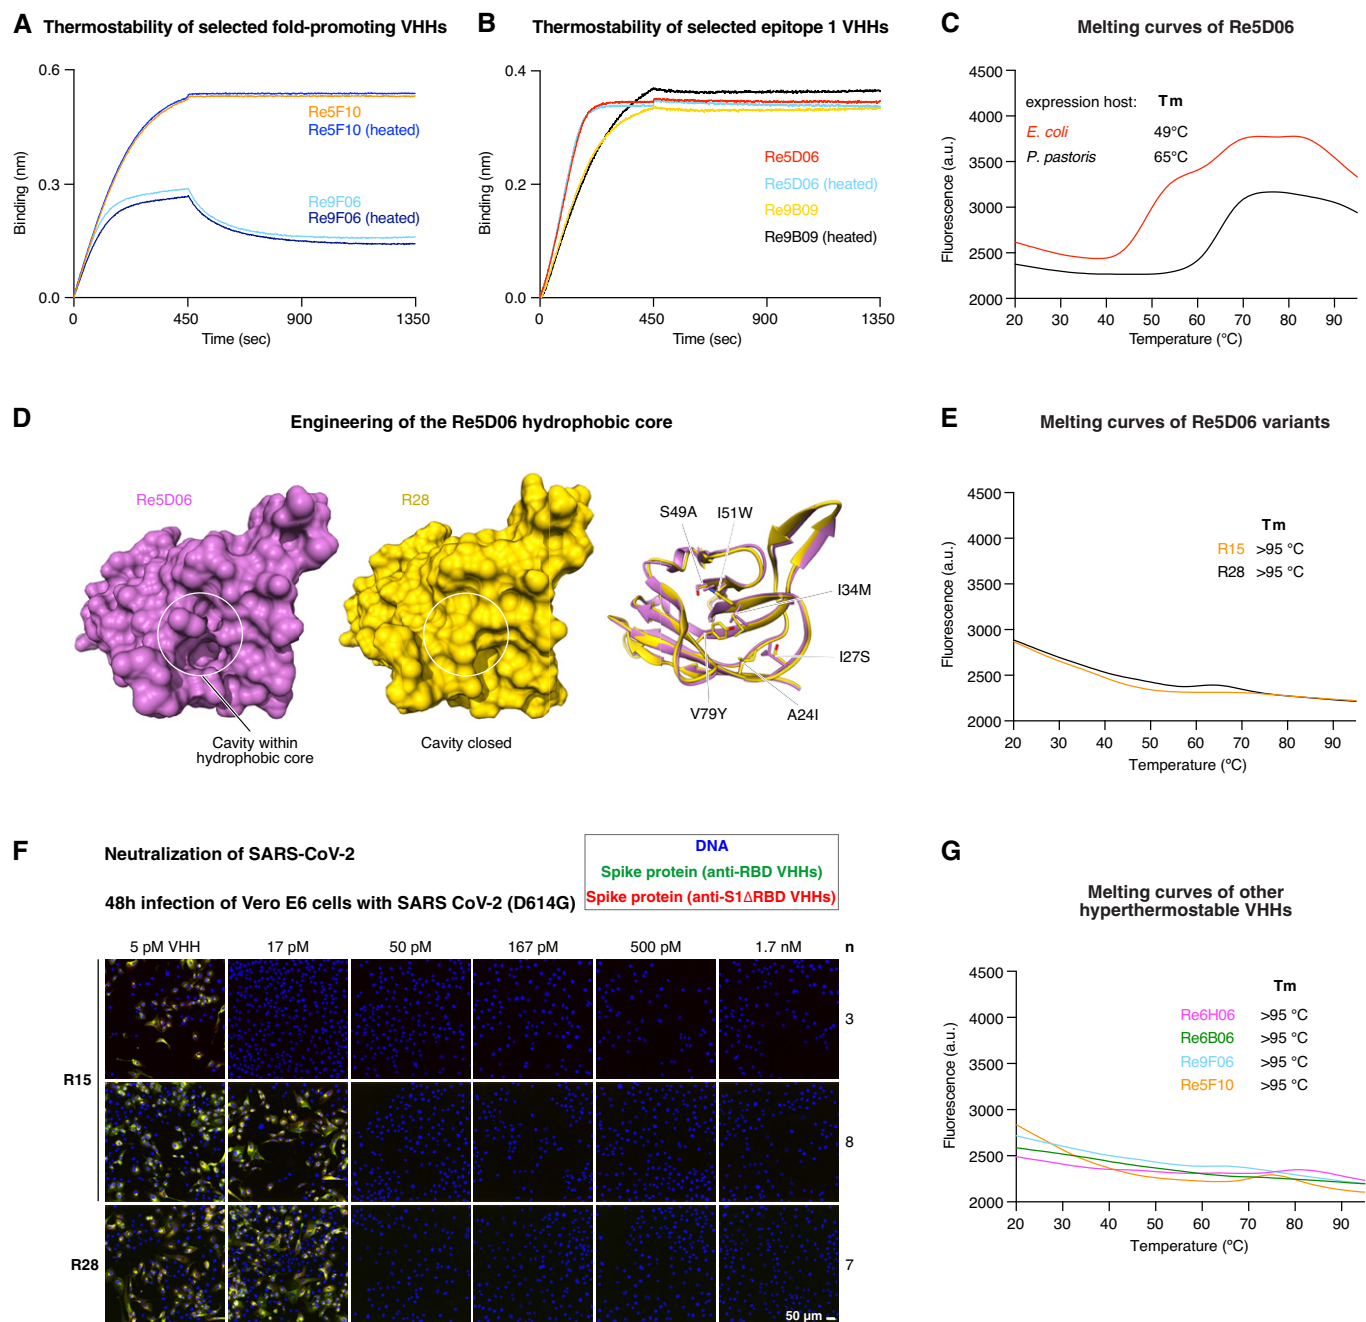 A Thermostability of selected fold-promoting VHHs
0.6
0.3
0.0
Binding (nm)
Re5F10
Re5F10 (heated)
Re9F06
Re9F06 (heated)
0 450 900 1350
Time (sec)
B Thermostability of selected epitope 1 VHHs
0.4
0.2
0.0
Binding (nm)
Re5D06
Re5D06 (heated)
Re9B09
Re9B09 (heated)
0 450 900 1350
Time (sec)
C Melting curves of Re5D06
4500
4000
3500
3000
2500
2000
Fluorescence (a.u.)
expression host: Tm
E. coli 49°C
P. pastoris 65°C
20 30 40 50 60 70 80 90
Temperature (°C)
D Engineering of the Re5D06 hydrophobic core
Re5D06
R28
S49A I51W
I34M
I27S
V79Y A24I
Cavity within
hydrophobic core
Cavity closed
E Melting curves of Re5D06 variants
4500
4000
3500
3000
2500
2000
Fluorescence (a.u.)
Tm
R15 >95 °C
R28 >95 °C
20 30 40 50 60 70 80 90
Temperature (°C)
F Neutralization of SARS-CoV-2
48h infection of Vero E6 cells with SARS CoV-2 (D614G)
DNA
Spike protein (anti-RBD VHHs)
Spike protein (anti-S1ΔRBD VHHs)
5 pM VHH 17 pM 50 pM 167 pM 500 pM 1.7 nM n
3
R15
8
R28
7
50 µm
G Melting curves of other
hyperthermostable VHHs
4500
4000
3500
3000
2500
2000
Fluorescence (a.u.)
Tm
Re6H06 >95 °C
Re6B06 >95 °C
Re9F06 >95 °C
Re5F10 >95 °C
20 30 40 50 60 70 80 90
Temperature (°C)